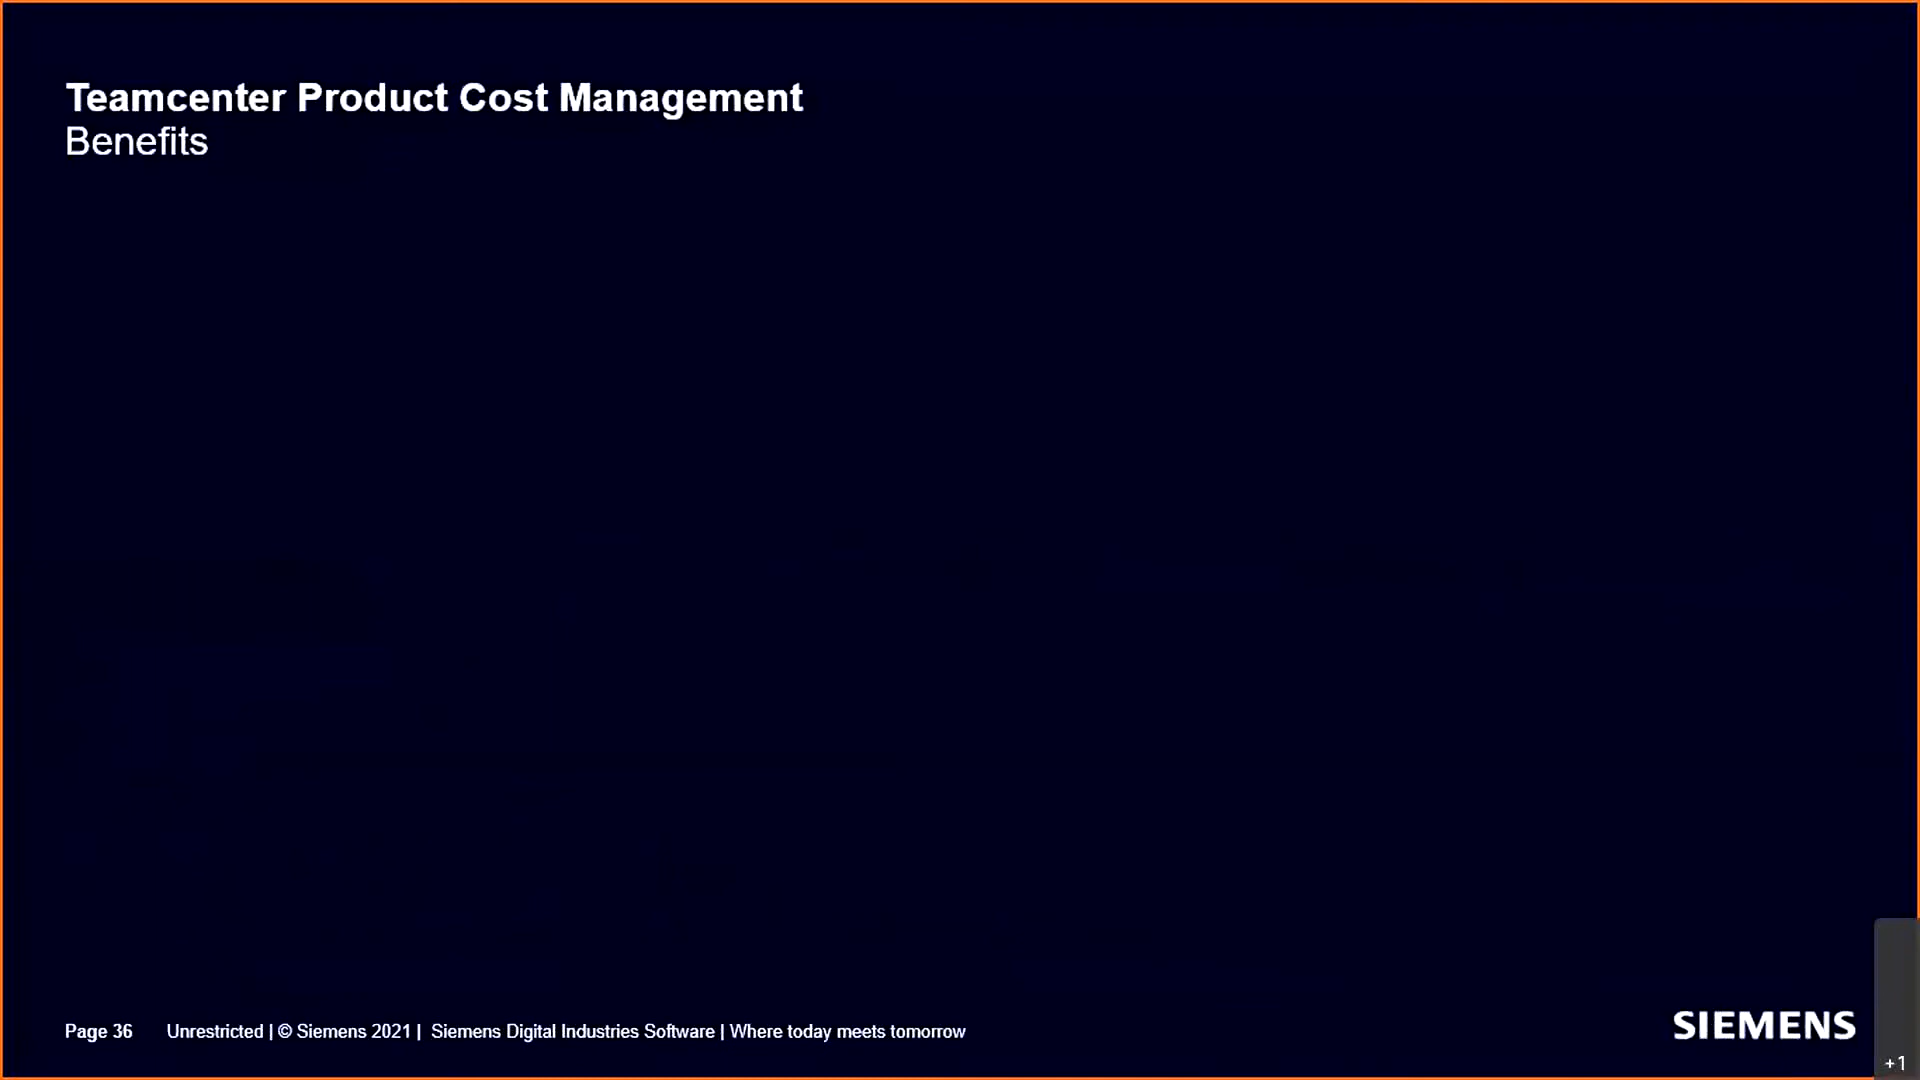 Teamcenter Product Cost Management
Benefits
Page 36 Unrestricted | © Siemens 2021 | Siemens Digital Industries Software | Where today meets tomorrow
SIEMENS
+1